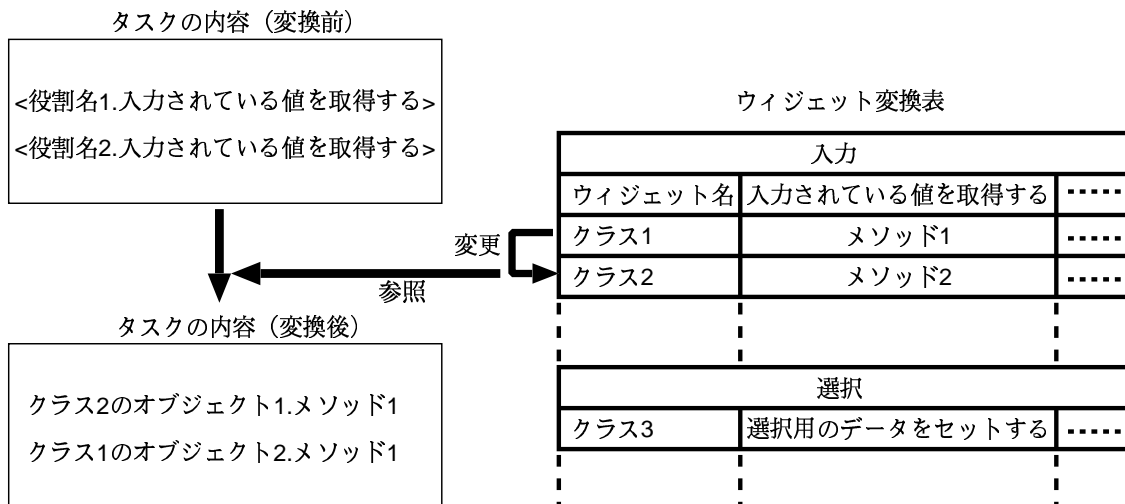 タスクの内容（変換前）
<役割名1.入力されている値を取得する>
<役割名2.入力されている値を取得する>
ウィジェット変換表
入力
ウィジェット名 入力されている値を取得する ......
クラス1 メソッド1 ......
クラス2 メソッド2 ......
変更
参照
タスクの内容（変換後）
クラス2のオブジェクト1.メソッド1
クラス1のオブジェクト2.メソッド1
選択
クラス3 選択用のデータをセットする ......